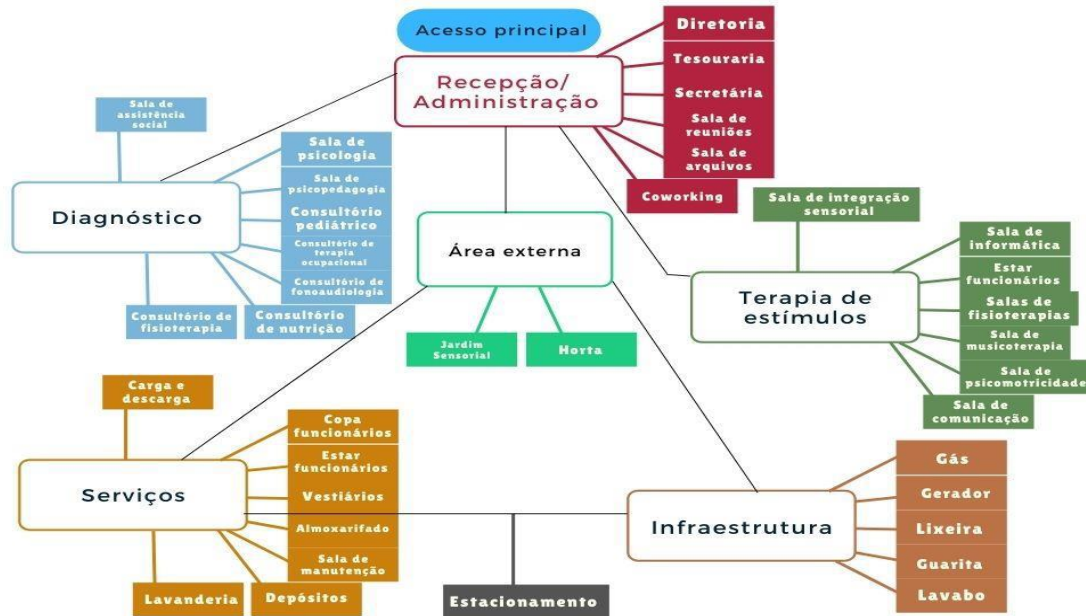 Acesso principal
Recepção/
Administração
Diretoria
Tesouraria
Secretária
Sala de
reuniões
Sala de
arquivos
Coworking
Sala de
assistência
social
Diagnóstico
Sala de
psicologia
Sala de
psicopedagogia
Consultório
pediátrico
Consultório de
terapia
ocupacional
Consultório de
fonoaudiologia
Consultório
de nutrição
Consultório de
fisioterapia
Área externa
Jardim
Sensorial
Horta
Sala de integração
sensorial
Terapia de
estímulos
Sala de
informática
Estar
funcionários
Salas de
fisioterapias
Sala de
musicoterapia
Sala de
psicomotricidade
Sala de
comunicação
Carga e
descarga
Serviços
Copa
funcionários
Estar
funcionários
Vestiários
Almoxarifado
Sala de
manutenção
Depósitos
Lavanderia
Estacionamento
Infraestrutura
Gás
Gerador
Lixeira
Guarita
Lavabo